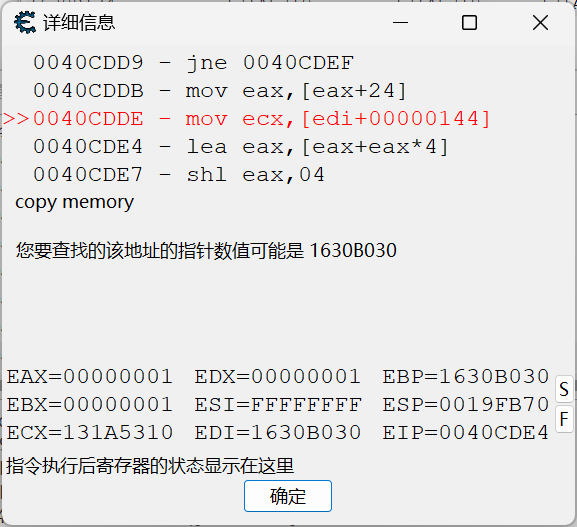 详细信息
0040CDD9 - jne 0040CDEF
0040CDDB - mov eax,[eax+24]
>>0040CDDE - mov ecx,[edi+00000144]
0040CDE4 - lea eax,[eax+eax*4]
0040CDE7 - shl eax,04
copy memory
您要查找的该地址的指针数值可能是 1630B030
EAX=00000001 EDX=00000001 EBP=1630B030
EBX=00000001 ESI=FFFFFFFF ESP=0019FB70
ECX=131A5310 EDI=1630B030 EIP=0040CDE4
S
F
指令执行后寄存器的状态显示在这里
确定